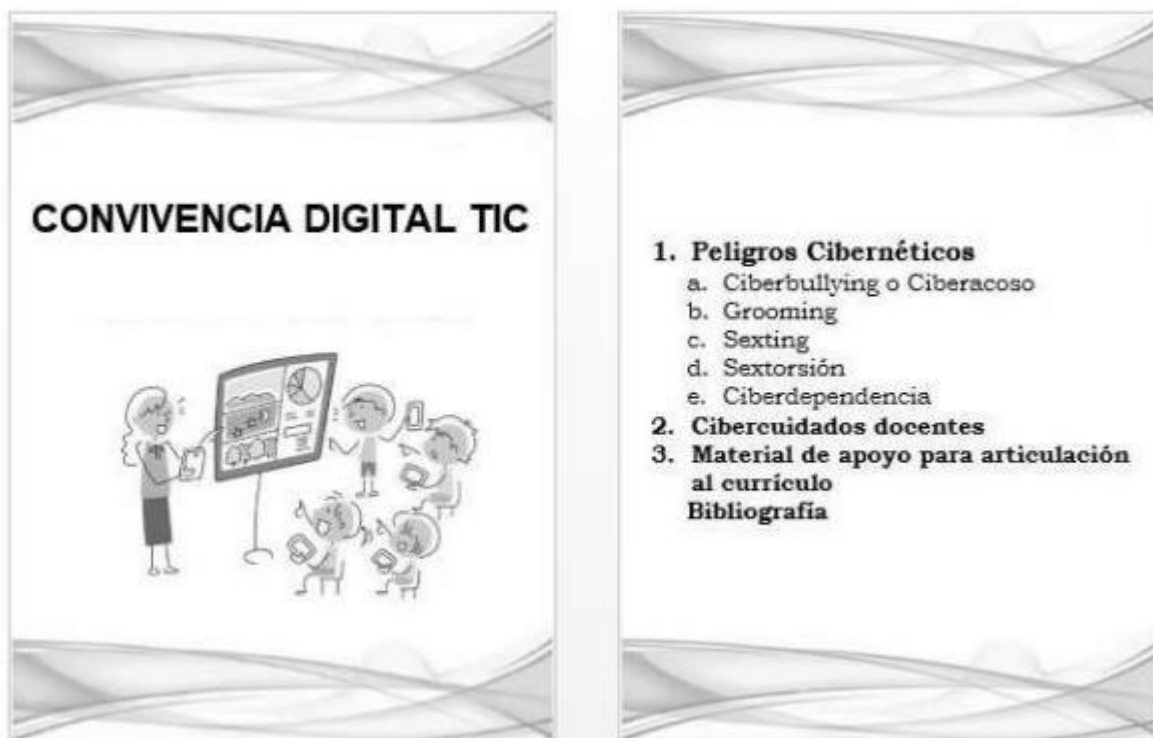 CONVIVENCIA DIGITAL TIC
1. Peligros Cibernéticos
a. Ciberbullying o Ciberacoso
b. Grooming
c. Sexting
d. Sextorsión
e. Ciberdependencia
2. Cibercuidados docentes
3. Material de apoyo para articulación
al currículo
Bibliografía